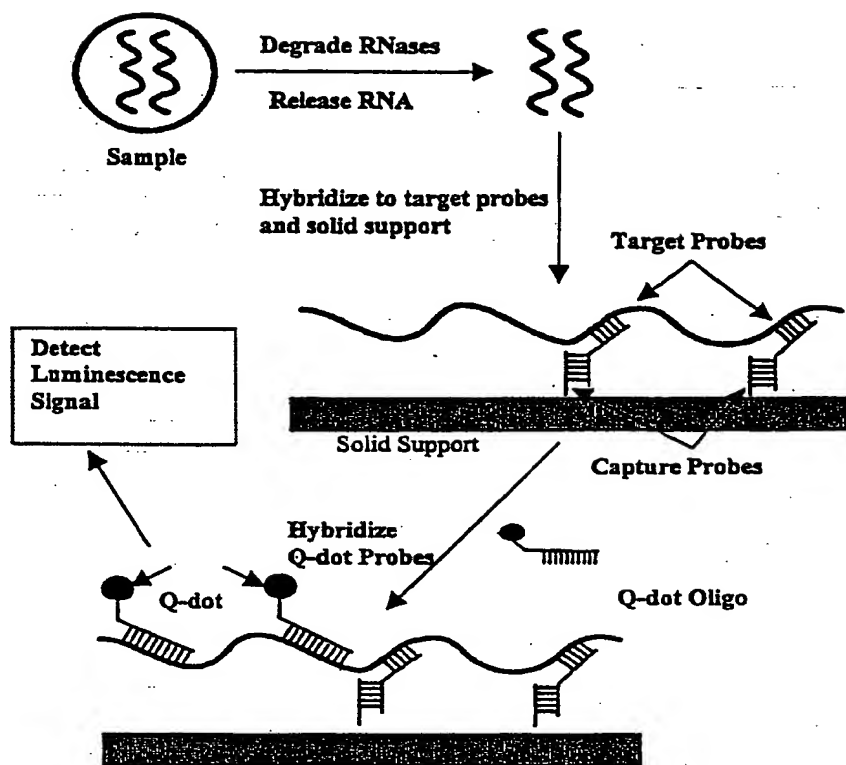 Degrade RNases
Release RNA
Sample
Hybridize to target probes
and solid support
Target Probes
Detect
Luminescence
Signal
Solid Support
Capture Probes
Hybridize
Q-dot Probes
Q-dot
Q-dot Oligo